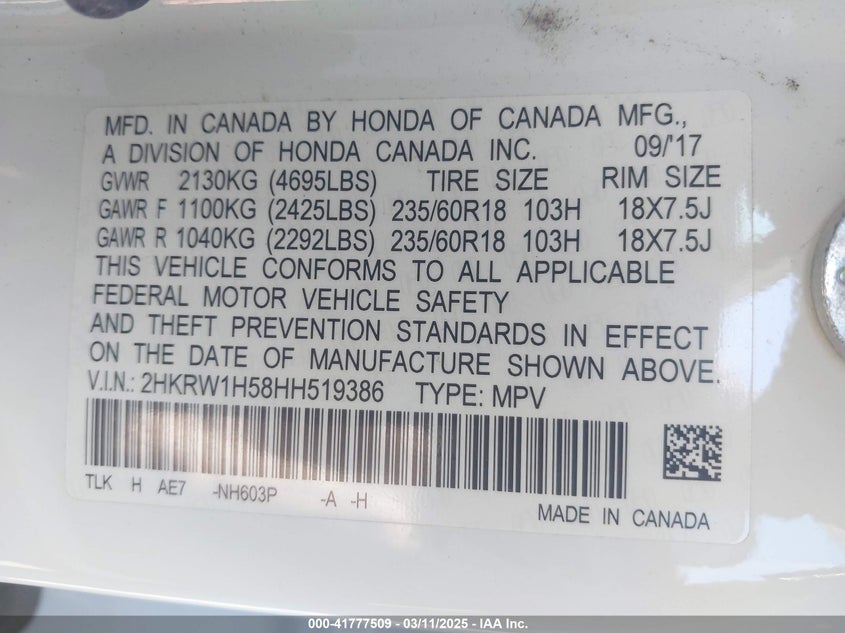 MFD. IN CANADA BY HONDA OF CANADA MFG.,
A DIVISION OF HONDA CANADA INC. 09/'17
GVWR 2130KG (4695LBS) TIRE SIZE RIM SIZE
GAWR F 1100KG (2425LBS) 235/60R18 103H 18X7.5J
GAWR R 1040KG (2292LBS) 235/60R18 103H 18X7.5J
THIS VEHICLE CONFORMS TO ALL APPLICABLE
FEDERAL MOTOR VEHICLE SAFETY
AND THEFT PREVENTION STANDARDS IN EFFECT
ON THE DATE OF MANUFACTURE SHOWN ABOVE.
V.I.N.: 2HKRW1H58HH519386 TYPE: MPV
TLK H AE7 -NH603P -A -H
MADE IN CANADA
000-41777509 - 03/11/2025 - IAA Inc.